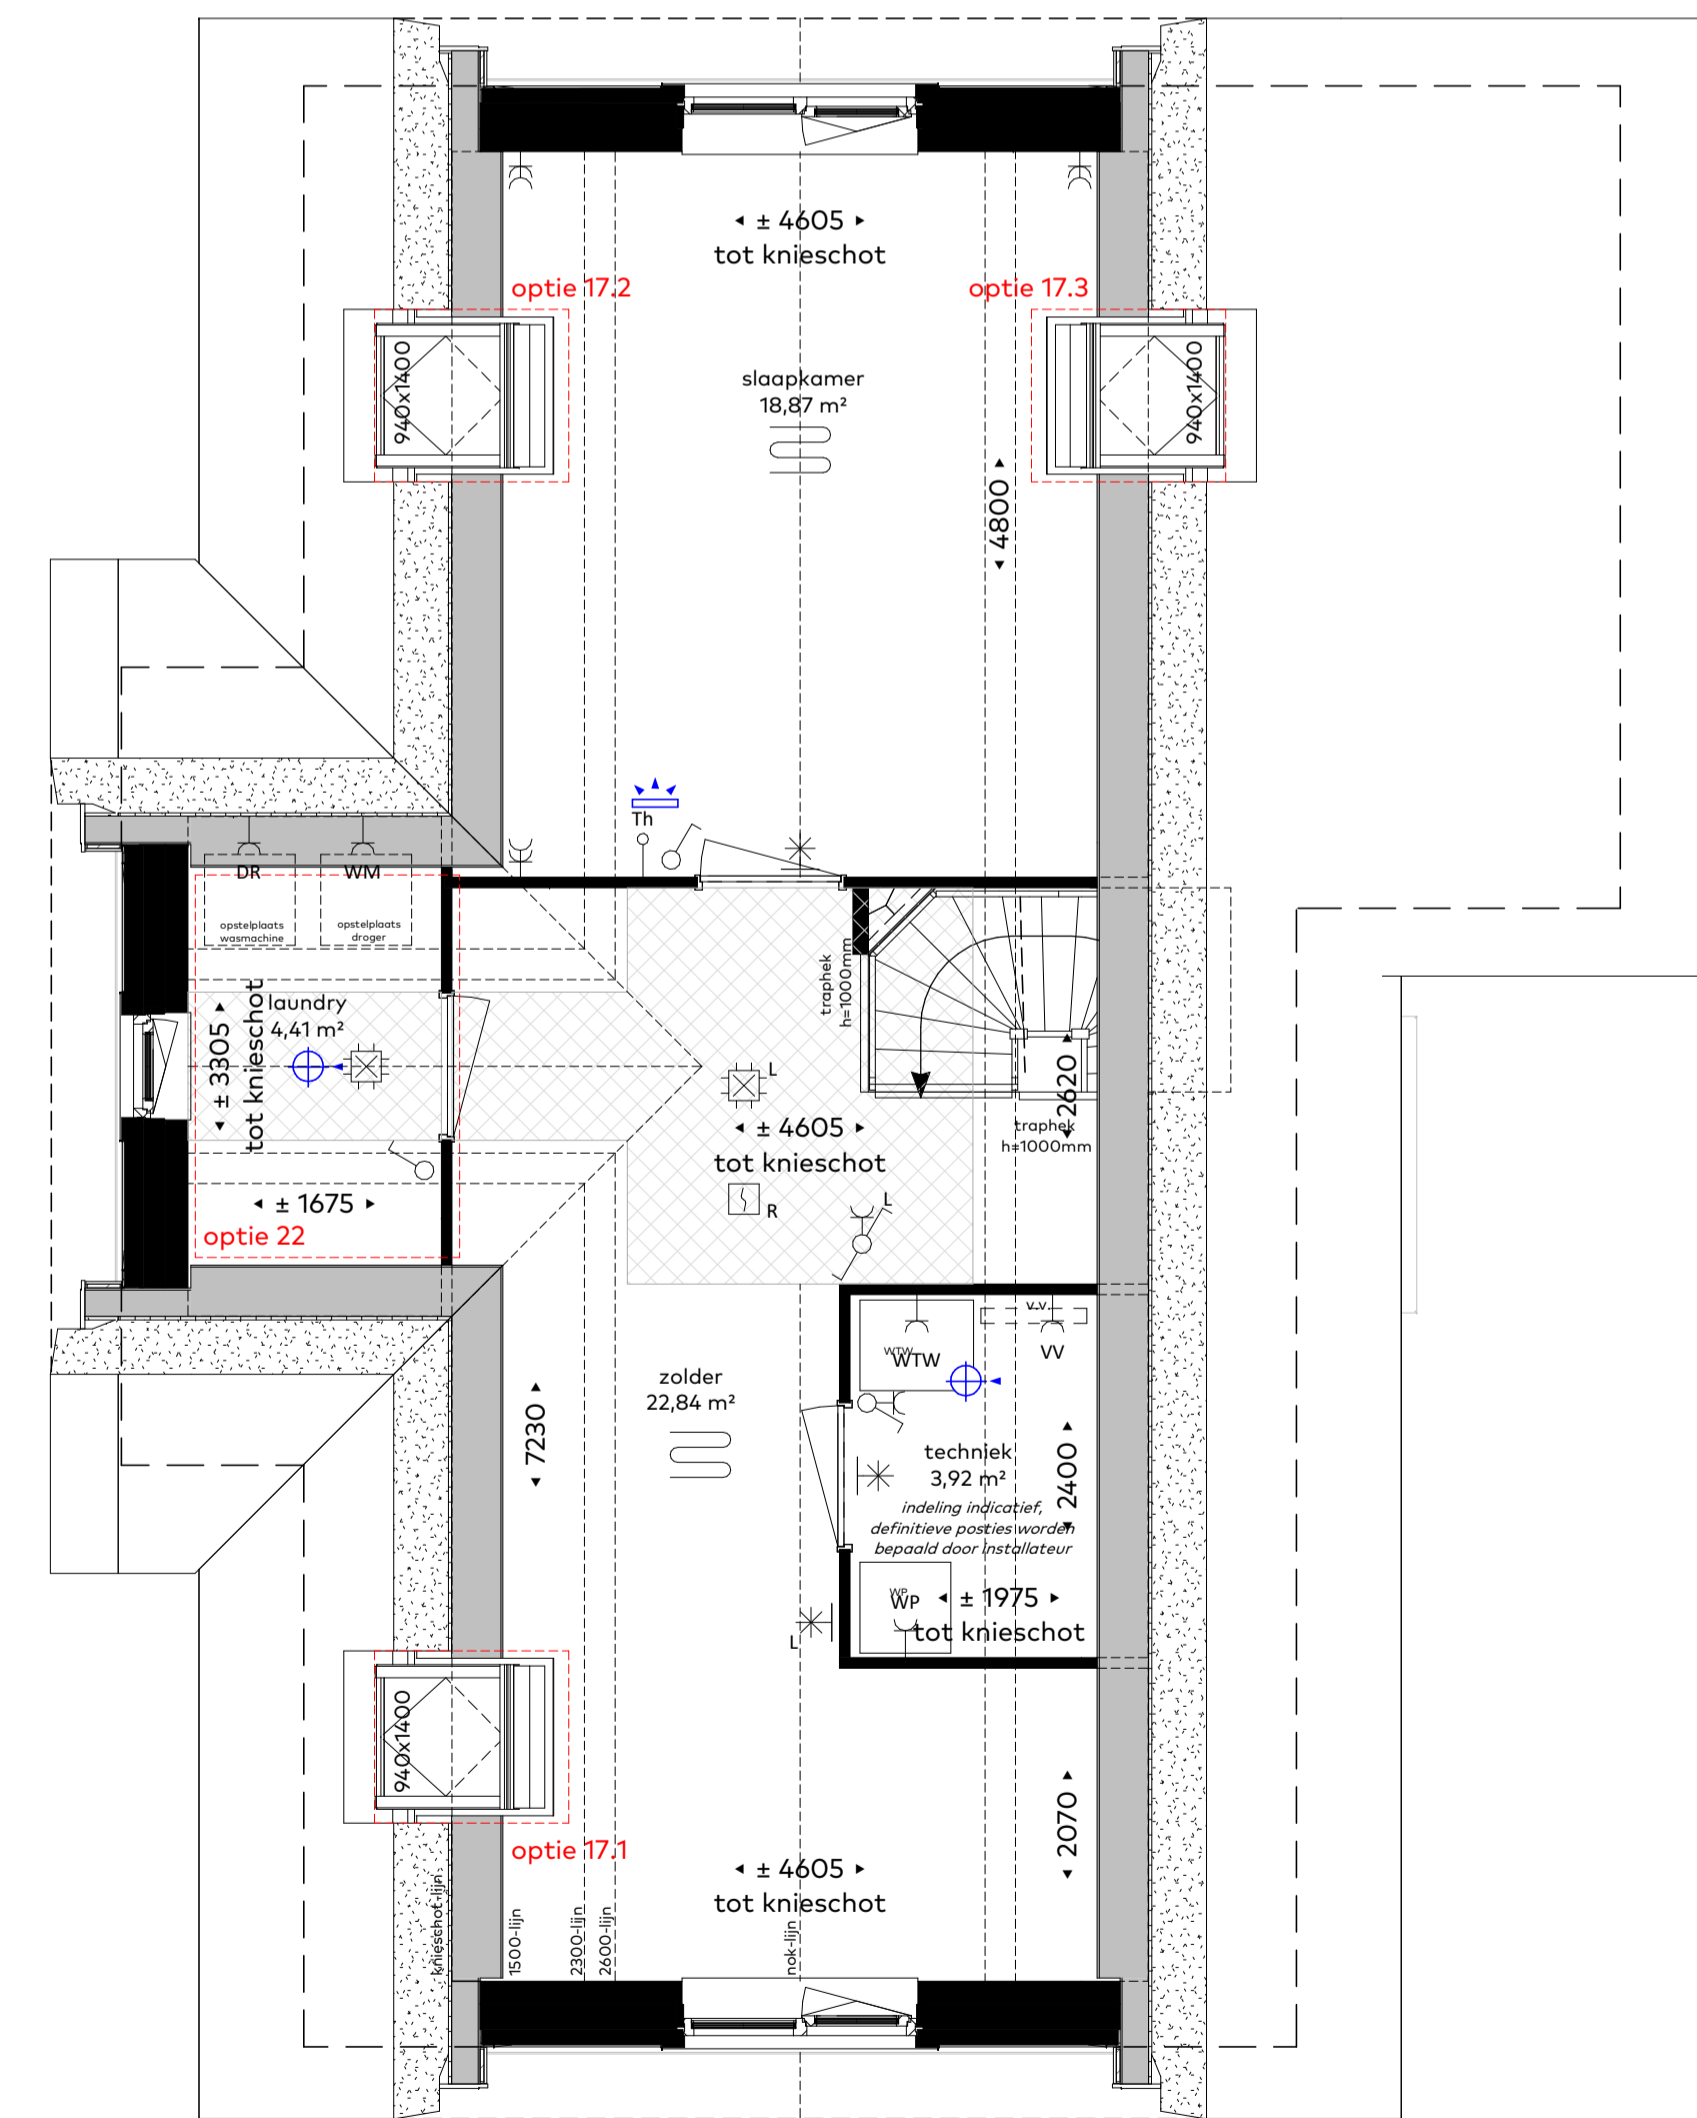 ± 4605
tot knieschot
optie 17.2
optie 17.3
940x1400
940x1400
slaapkamer
18,87 m²
4800
Th
DR
WM
opstelplaats
wasmachine
opstelplaats
droger
traphek
h=1000mm
laundry
4,41 m²
± 3305
tot knieschot
L
2620
± 4605
tot knieschot
traphek
h=1000mm
± 1675
R
L
optie 22
v.v.
WTW
WTW
VV
zolder
22,84 m²
7230
techniek
3,92 m²
2400
indeling indicatief,
definitieve posties worden
bepaald door installateur
WP
WP
± 1975
tot knieschot
L
940x1400
2070
optie 17.1
± 4605
tot knieschot
knieschot-lijn
1500-lijn
2300-lijn
2600-lijn
nok-lijn